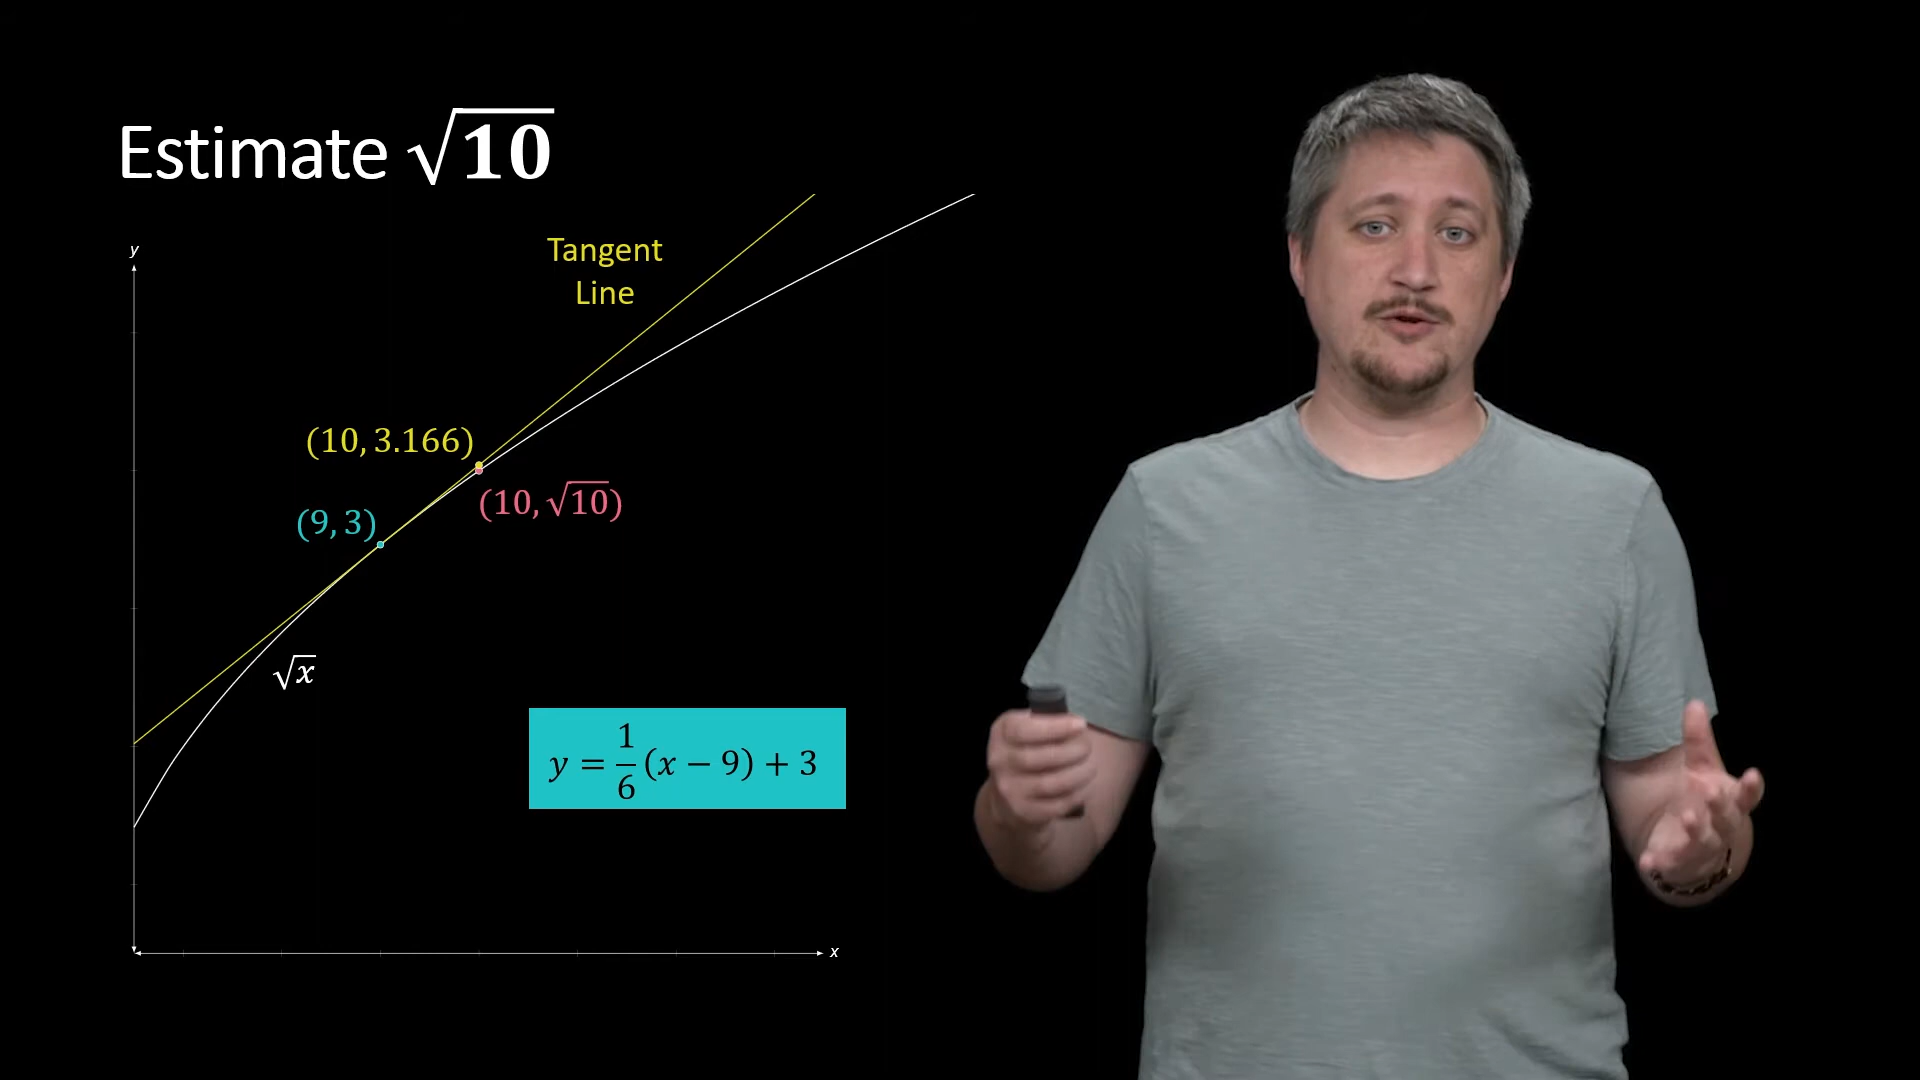 Estimate √10
y
Tangent
Line
(10, 3.166)
(10, √10)
(9, 3)
√x
y = 1/6 (x − 9) + 3
x